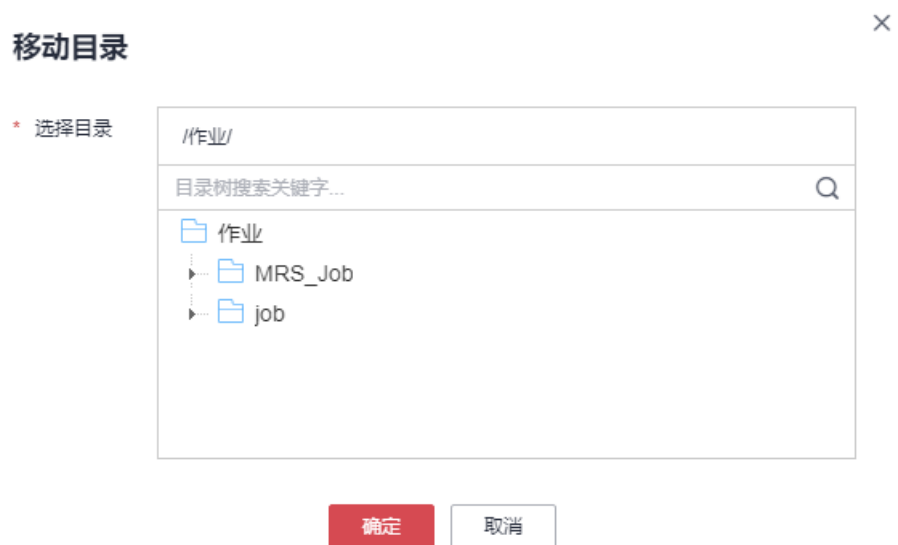 移动目录
* 选择目录
/作业/
目录树搜索关键字...
作业
MRS_Job
job
确定 取消